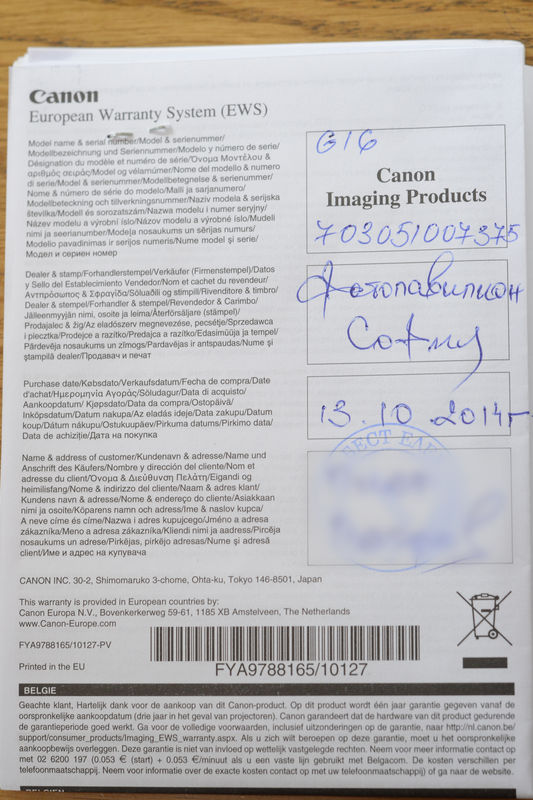 Canon
European Warranty System (EWS)
Model name & serial number/Model & serienummer/
Modellbezeichnung und Seriennummer/Modelo y número de serie/
Désignation du modèle et numéro de série/Όνομα Μοντέλου &
αριθμός σειράς/Model og vélamúmer/Nome del modello & numero
di serie/Model & serienummer/Modellbetegnelse & serienummer/
Nome & número de série do modelo/Malli ja sarjanumero/
Modellbeteckning och tillverkningsnummer/Naziv modela & serijska
številka/Modell és sorozatszám/Nazwa modelu i numer seryjny/
Název modelu a výrobní íslo/Názov modelu a výrobné íslo/Mudeli
nimi ja seerianumber/Modeļa nosaukums un sērijas numurs/
Modelio pavadinimas ir serijos numeris/Nume model şi serie/
Модел и сериен номер
G16
Canon
Imaging Products
703051007375
Dealer & stamp/Forhandlerstempel/Verkäufer (Firmenstempel)/Datos
y Sello del Establecimiento Vendedor/Nom et cachet du revendeur/
Αντιπρόσωπος & Σφραγίδα/Söluaðili og stimpill/Rivenditore & timbro/
Dealer & stempel/Forhandler & stempel/Revendedor & Carimbo/
Jälleenmyyjän nimi, osoite ja leima/Återförsäljare (stämpel)/
Prodajalec & žig/Az eladószerv megnevezése, pecsétje/Sprzedawca
i pieczątka/Prodejce a razítko/Predajca a razítko/Edasimüüja ja tempel/
Pārdevēja nosaukums un zīmogs/Pardavėjas ir antspaudas/Nume şi
ştampilă dealer/Продавач и печат
Фотопавилион
София
Purchase date/Købsdato/Verkaufsdatum/Fecha de compra/Date
d'achat/Ημερομηνία Αγοράς/Söludagur/Data di acquisto/
Aankoopdatum/ Kjøpsdato/Data da compra/Ostopäivä/
Inköpsdatum/Datum nakupa/Az eladás ideje/Data zakupu/Datum
koup/Dátum nákupu/Ostukuupäev/Pirkuma datums/Pirkimo data/
Data de achiziţie/Дата на покупка
13.10.2014г
Name & address of customer/Kundenavn & adresse/Name und
Anschrift des Käufers/Nombre y dirección del cliente/Nom et
adresse du client/Όνομα & Διεύθυνση Πελάτη/Eigandi og
heimilisfang/Nome & indirizzo del cliente/Naam & adres klant/
Kundens navn & adresse/Nome & endereço do cliente/Asiakkaan
nimi ja osoite/Köparens namn och adress/Ime & naslov kupca/
A neve címe és címe/Nazwa i adres kupujcego/Jméno a adresa
zákazníka/Meno a adresa zákazníka/Kliendi nimi ja aadress/Pircēja
nosaukums un adrese/Pirkėjas, pirkėjo adresas/Nume şi adresă
client/Име и адрес на купувача
БЕСТ ЕЛЕ
CANON INC. 30-2, Shimomaruko 3-chome, Ohta-ku, Tokyo 146-8501, Japan
This warranty is provided in European countries by:
Canon Europa N.V., Bovenkerkerweg 59-61, 1185 XB Amstelveen, The Netherlands
www.Canon-Europe.com
FYA9788165/10127-PV
Printed in the EU
FYA9788165/10127
BELGIE
Geachte klant, Hartelijk dank voor de aankoop van dit Canon-product. Op dit product wordt één jaar garantie gegeven vanaf de
oorspronkelijke aankoopdatum (drie jaar in het geval van projectoren). Canon garandeert dat de hardware van dit product gedurende
de garantieperiode goed werkt. Ga voor de volledige voorwaarden, inclusief uitzonderingen op de garantie, naar http://nl.canon.be/
support/consumer_products/Imaging_EWS_warranty.aspx. Als u zich wilt beroepen op deze garantie, moet u het oorspronkelijke
aankoopbewijs overleggen. Deze garantie is niet van invloed op wettelijk vastgelegde rechten. Neem voor meer informatie contact op
met 02 6200 197 (0.053 € (start) + 0.053 €/minuut als u een vaste lijn gebruikt met Belgacom. De kosten verschillen per
telefoonmaatschappij. Neem voor informatie over de exacte kosten contact op met uw telefoonmaatschappij) of ga naar de website.